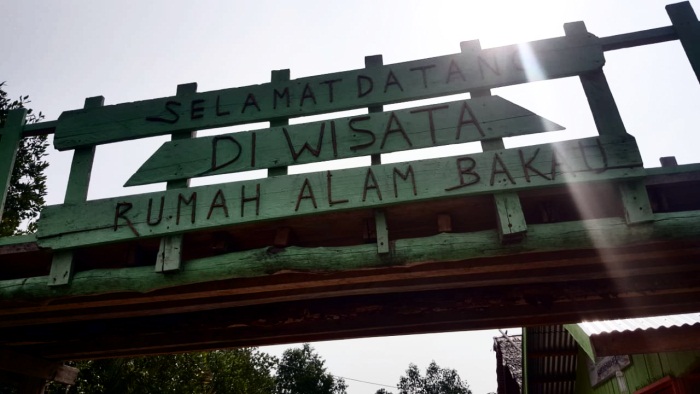 SELAMAT DATANG
DI WISATA
RUMAH ALAM BAKAU